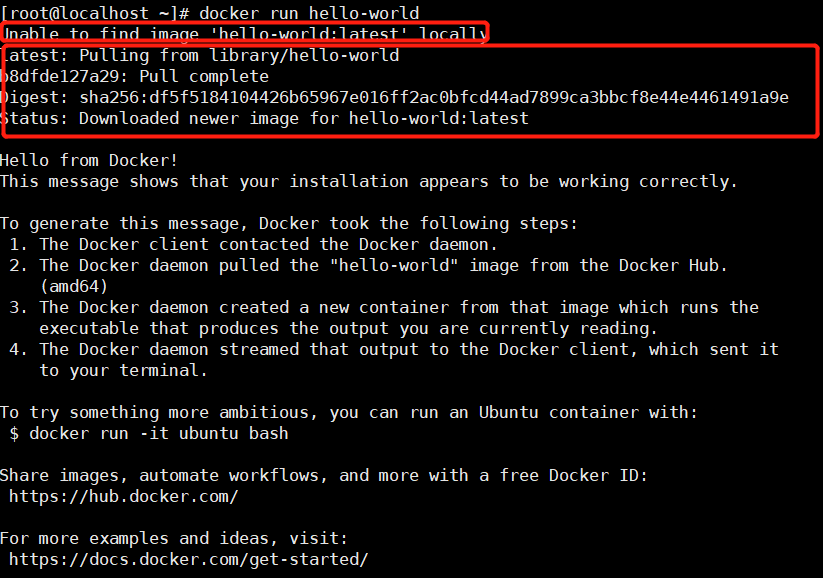 [root@localhost ~]# docker run hello-world
Unable to find image 'hello-world:latest' locally
latest: Pulling from library/hello-world
b8dfde127a29: Pull complete
Digest: sha256:df5f5184104426b65967e016ff2ac0bfcd44ad7899ca3bbcf8e44e4461491a9e
Status: Downloaded newer image for hello-world:latest
Hello from Docker!
This message shows that your installation appears to be working correctly.
To generate this message, Docker took the following steps:
1. The Docker client contacted the Docker daemon.
2. The Docker daemon pulled the "hello-world" image from the Docker Hub.
(amd64)
3. The Docker daemon created a new container from that image which runs the
executable that produces the output you are currently reading.
4. The Docker daemon streamed that output to the Docker client, which sent it
to your terminal.
To try something more ambitious, you can run an Ubuntu container with:
$ docker run -it ubuntu bash
Share images, automate workflows, and more with a free Docker ID:
https://hub.docker.com/
For more examples and ideas, visit:
https://docs.docker.com/get-started/